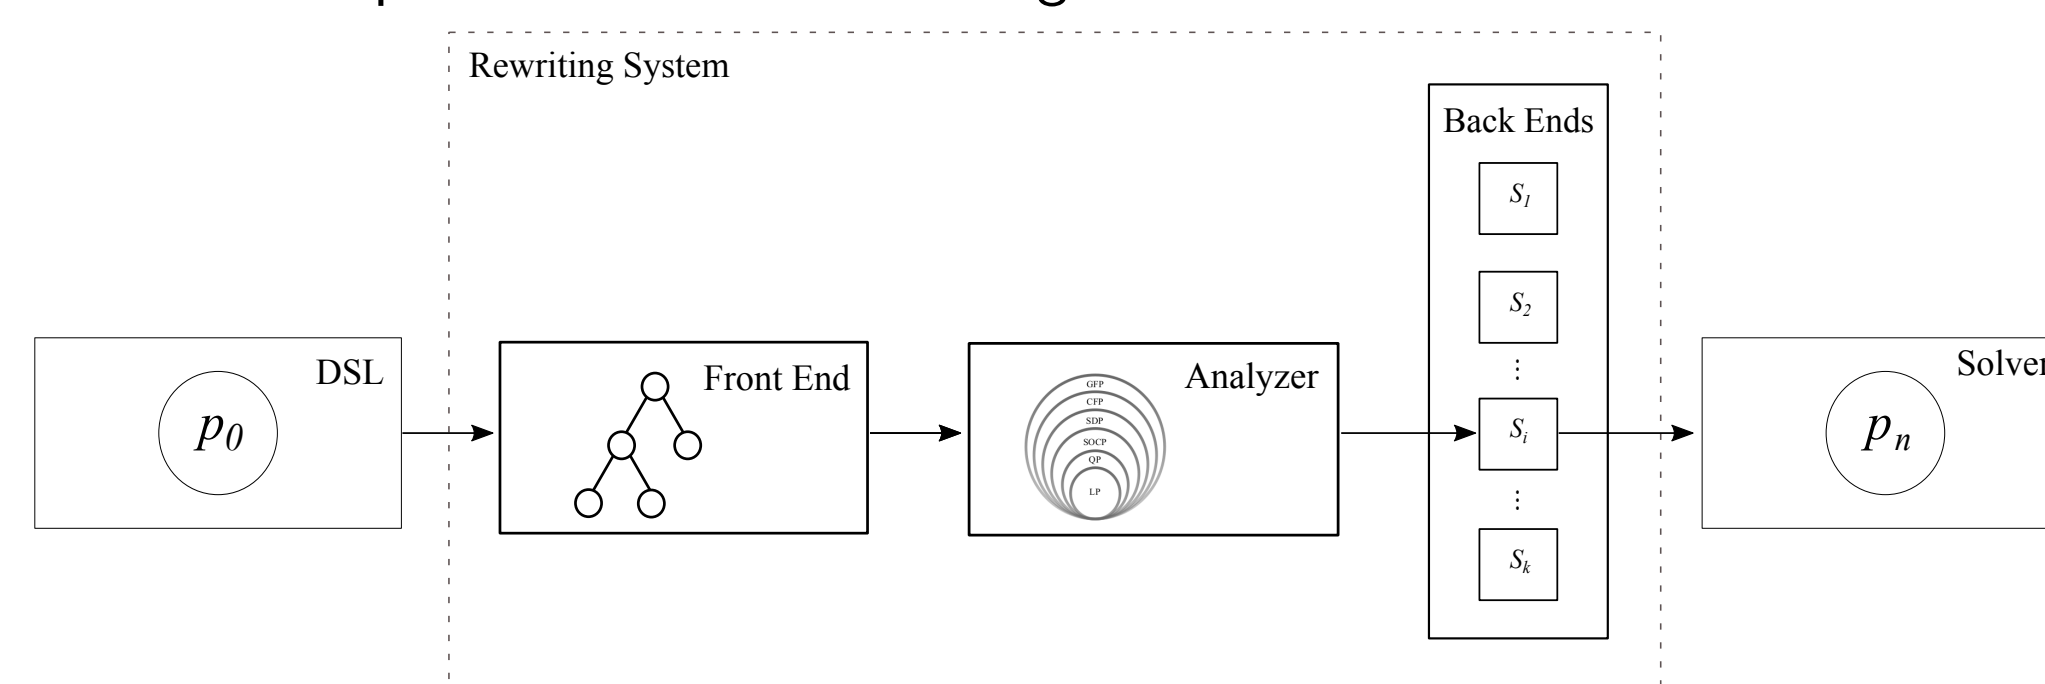 Rewriting System
Back Ends
S1
S2
⋮
Si
⋮
Sk
DSL
p0
Front End
Analyzer
GFP
CFP
SDP
SOCP
QP
LP
Solver
pn